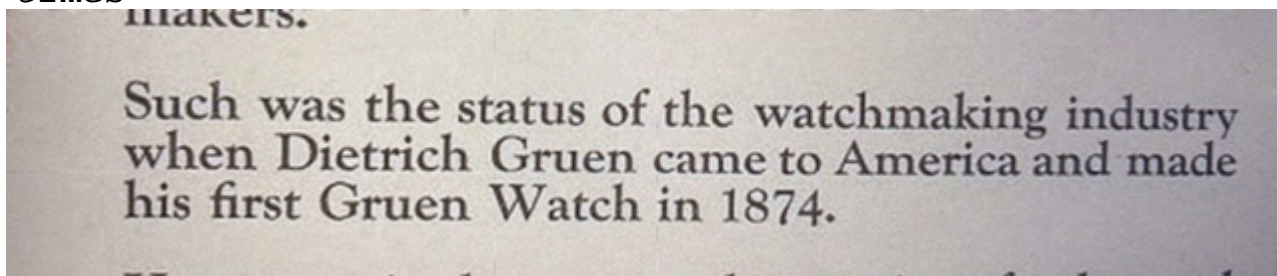 makers.
Such was the status of the watchmaking industry
when Dietrich Gruen came to America and made
his first Gruen Watch in 1874.